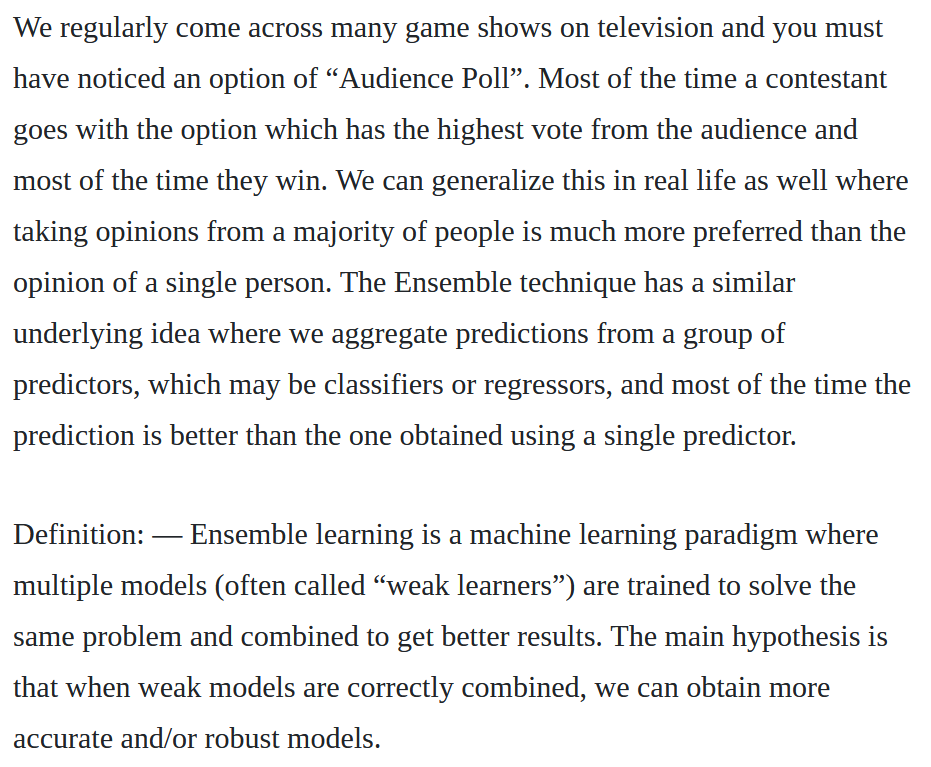 We regularly come across many game shows on television and you must
have noticed an option of “Audience Poll”. Most of the time a contestant
goes with the option which has the highest vote from the audience and
most of the time they win. We can generalize this in real life as well where
taking opinions from a majority of people is much more preferred than the
opinion of a single person. The Ensemble technique has a similar
underlying idea where we aggregate predictions from a group of
predictors, which may be classifiers or regressors, and most of the time the
prediction is better than the one obtained using a single predictor.
Definition: — Ensemble learning is a machine learning paradigm where
multiple models (often called “weak learners”) are trained to solve the
same problem and combined to get better results. The main hypothesis is
that when weak models are correctly combined, we can obtain more
accurate and/or robust models.